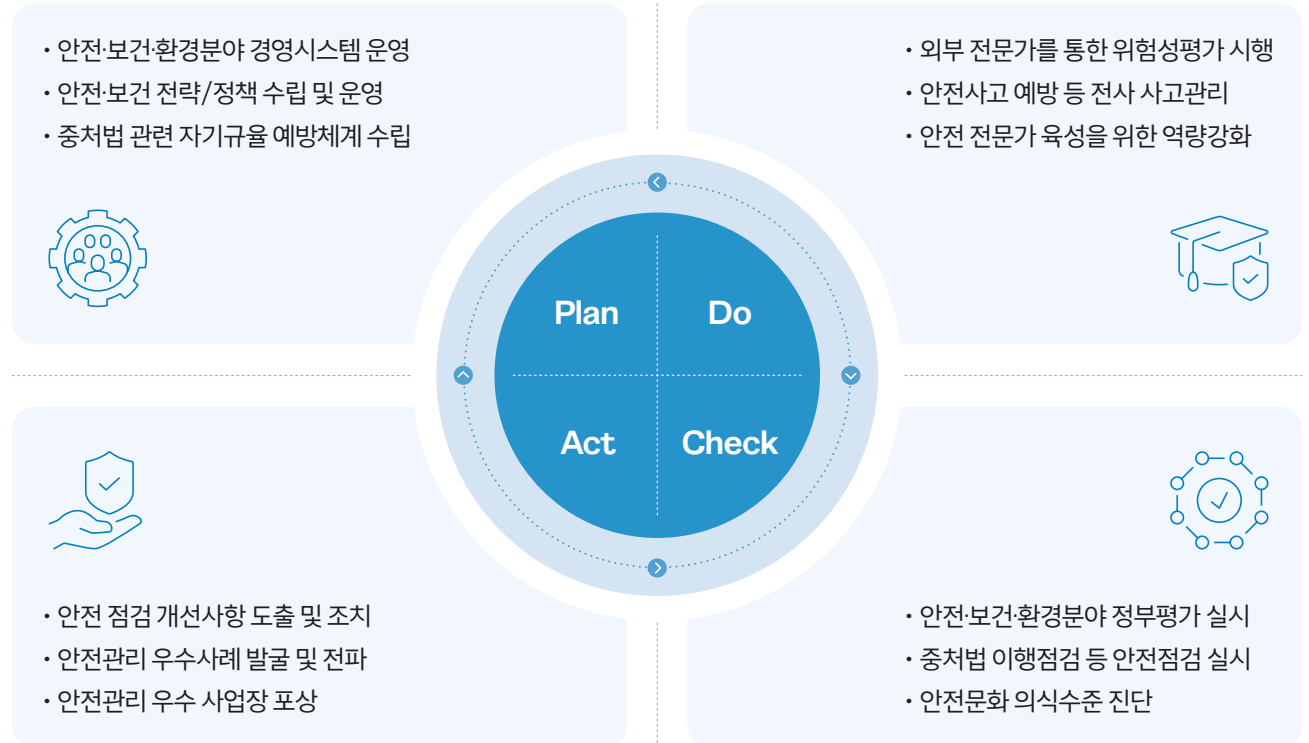 · 안전·보건·환경분야 경영시스템 운영
· 안전·보건 전략/정책 수립 및 운영
· 중처법 관련 자기규율 예방체계 수립
· 외부 전문가를 통한 위험성평가 시행
· 안전사고 예방 등 전사 사고관리
· 안전 전문가 육성을 위한 역량강화
Plan
Do
Act
Check
· 안전 점검 개선사항 도출 및 조치
· 안전관리 우수사례 발굴 및 전파
· 안전관리 우수 사업장 포상
· 안전·보건·환경분야 정부평가 실시
· 중처법 이행점검 등 안전점검 실시
· 안전문화 의식수준 진단